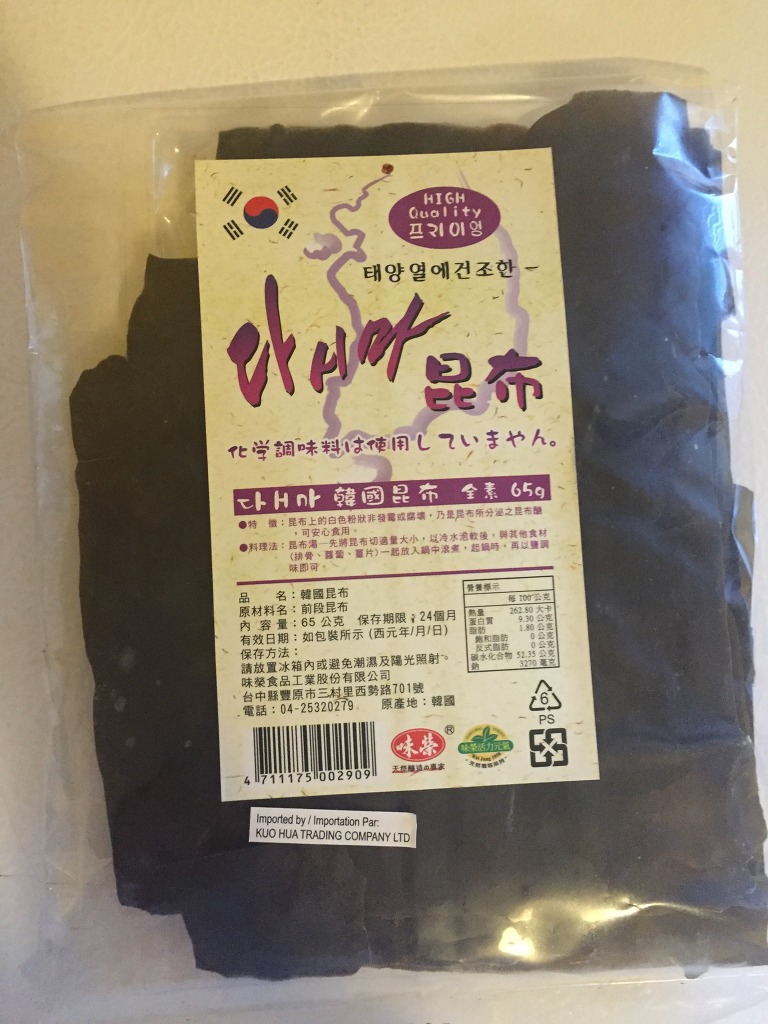 HIGH
Quality
프리이엄
태양열에건조한
다시마 昆布
化学調味料は使用していまやん。
다시마 韓國昆布 全素 65g
●特 徵：昆布上的白色粉狀非發霉或腐壞，乃是昆布所分泌之昆布醣
，可安心食用。
●料理法：昆布湯－先將昆布切適量大小，以冷水泡軟後，與其他食材
(排骨、蘿蔔、薑片)一起放入鍋中滾煮，起鍋時，再以鹽調
味即可。
品 名：韓國昆布
原材料名：前段昆布
內 容 量：65 公克 保存期限：24個月
有效日期：如包裝所示 (西元年/月/日)
保存方法：
請放置冰箱內或避免潮濕及陽光照射。
味榮食品工業股份有限公司
台中縣豐原市三村里西勢路701號
電話：04-25320279 原產地：韓國
營養標示
每 100 公克
熱量 262.80 大卡
蛋白質 9.30 公克
脂肪 1.80 公克
飽和脂肪 0 公克
反式脂肪 0 公克
碳水化合物 52.35 公克
鈉 3270 毫克
6
PS
4 711175 002909
味榮®
天然釀造の專家
味榮活力元氣
Imported by / Importation Par:
KUO HUA TRADING COMPANY LTD